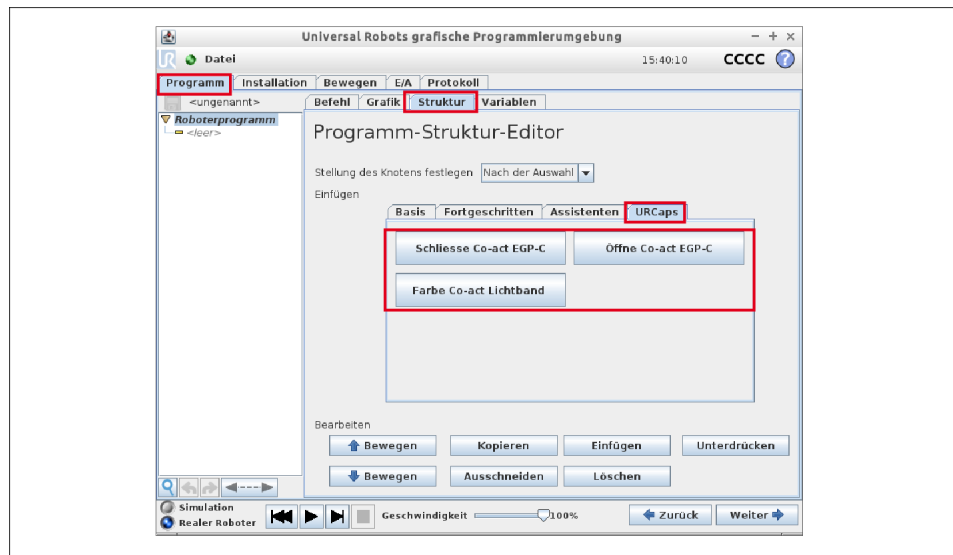 Universal Robots grafische Programmierumgebung
Datei 15:40:10 CCCC ?
Programm Installation Bewegen E/A Protokoll
<ungenannt> Befehl Grafik Struktur Variablen
Roboterprogramm
<leer>
Programm-Struktur-Editor
Stellung des Knotens festlegen Nach der Auswahl
Einfügen
Basis Fortgeschritten Assistenten URCaps
Schliesse Co-act EGP-C Öffne Co-act EGP-C
Farbe Co-act Lichtband
Bearbeiten
Bewegen Kopieren Einfügen Unterdrücken
Bewegen Ausschneiden Löschen
Simulation
Realer Roboter Geschwindigkeit 100% Zurück Weiter